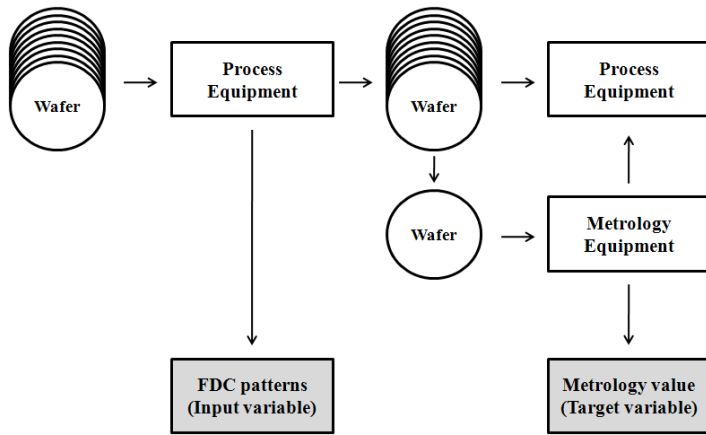 Wafer
Process
Equipment
Wafer
Process
Equipment
Wafer
Metrology
Equipment
FDC patterns
(Input variable)
Metrology value
(Target variable)